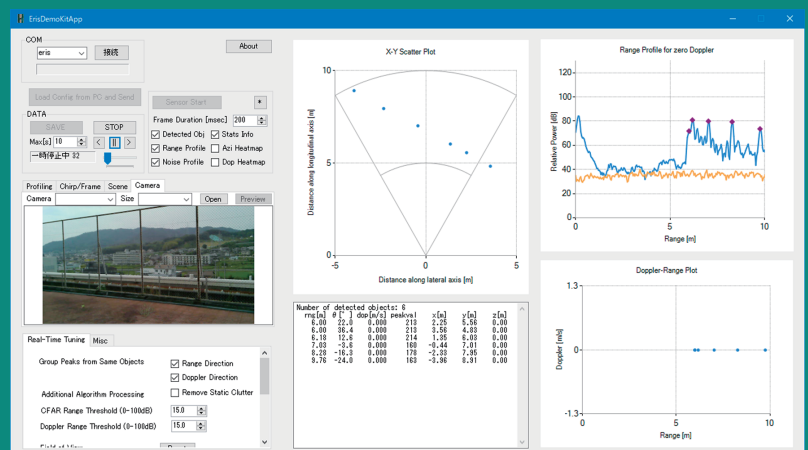 ErisDemoKitApp
COM
eris
接続
About
Load Config from PC and Send
Sensor Start
*
DATA
SAVE
STOP
Max[s] 10
一時停止中 32
Frame Duration [msec] 200
Detected Obj
Stats Info
Range Profile
Azi Heatmap
Noise Profile
Dop Heatmap
Profiling
Chirp/Frame
Scene
Camera
Camera
Size
Open
Preview
Real-Time Tuning
Misc
Group Peaks from Same Objects
Range Direction
Doppler Direction
Additional Algorithm Processing
Remove Static Clutter
CFAR Range Threshold (0-100dB) 15.0
Doppler Range Threshold (0-100dB) 15.0
Field of View
X-Y Scatter Plot
Distance along longitudinal axis [m]
10
5
0
-5 0 5
Distance along lateral axis [m]
Number of detected objects: 6
rng[m] θ[°] dop[m/s] peakval x[m] y[m] z[m]
6.00 22.0 0.000 213 2.25 5.56 0.00
6.00 36.4 0.000 213 3.56 4.83 0.00
6.18 12.6 0.000 214 1.35 6.03 0.00
7.03 -3.6 0.000 160 -0.44 7.01 0.00
8.28 -16.3 0.000 178 -2.33 7.95 0.00
9.76 -24.0 0.000 163 -3.96 8.91 0.00
Range Profile for zero Doppler
Relative Power [dB]
120
100
80
60
40
20
0
0 5 10
Range [m]
Doppler-Range Plot
Doppler [m/s]
1.3
0
-1.3
0 5 10
Range [m]